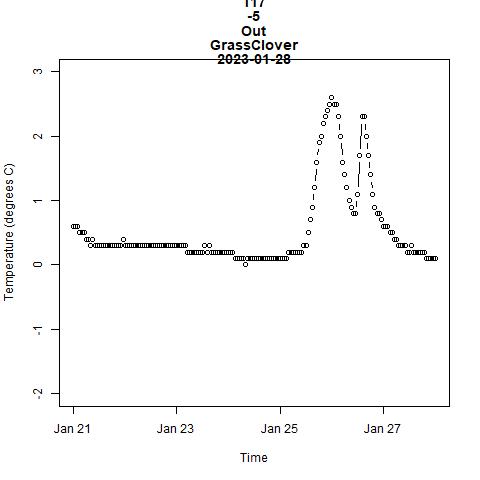 117
-5
Out
GrassClover
2023-01-28
3
2
1
0
-1
-2
Temperature (degrees C)
Jan 21
Jan 23
Jan 25
Jan 27
Time